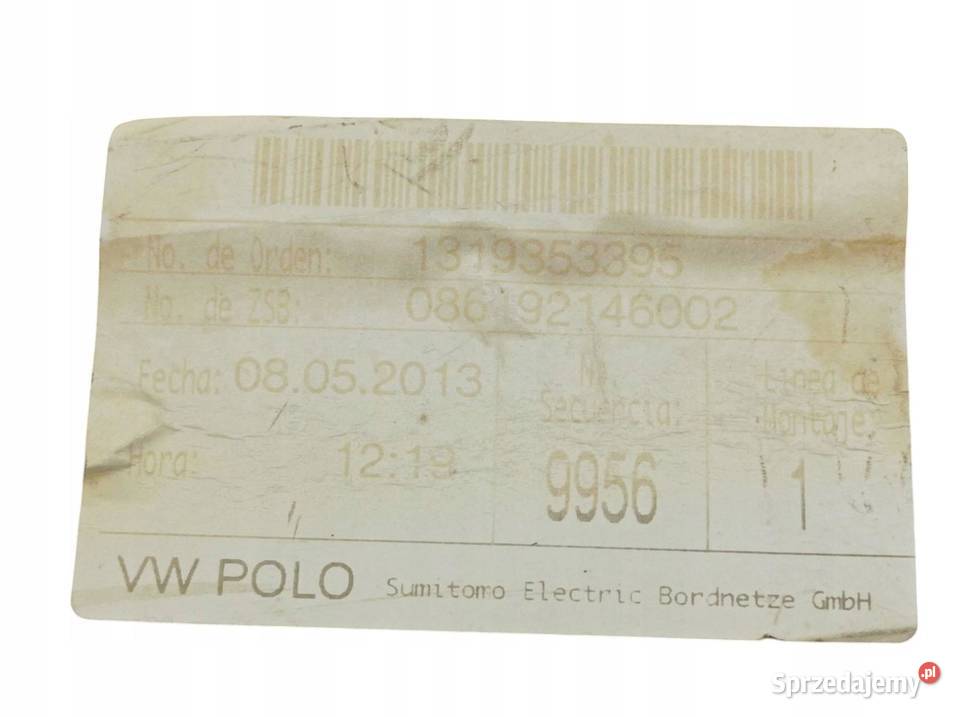 No. de Orden: 1319353395
No. de ZSB: 086192146002
Fecha: 08.05.2013
Hora: 12:19
Secuencia:
9956
Linea de
Montaje:
1
VW POLO Sumitomo Electric Bordnetze GmbH
Sprzedajemy.pl